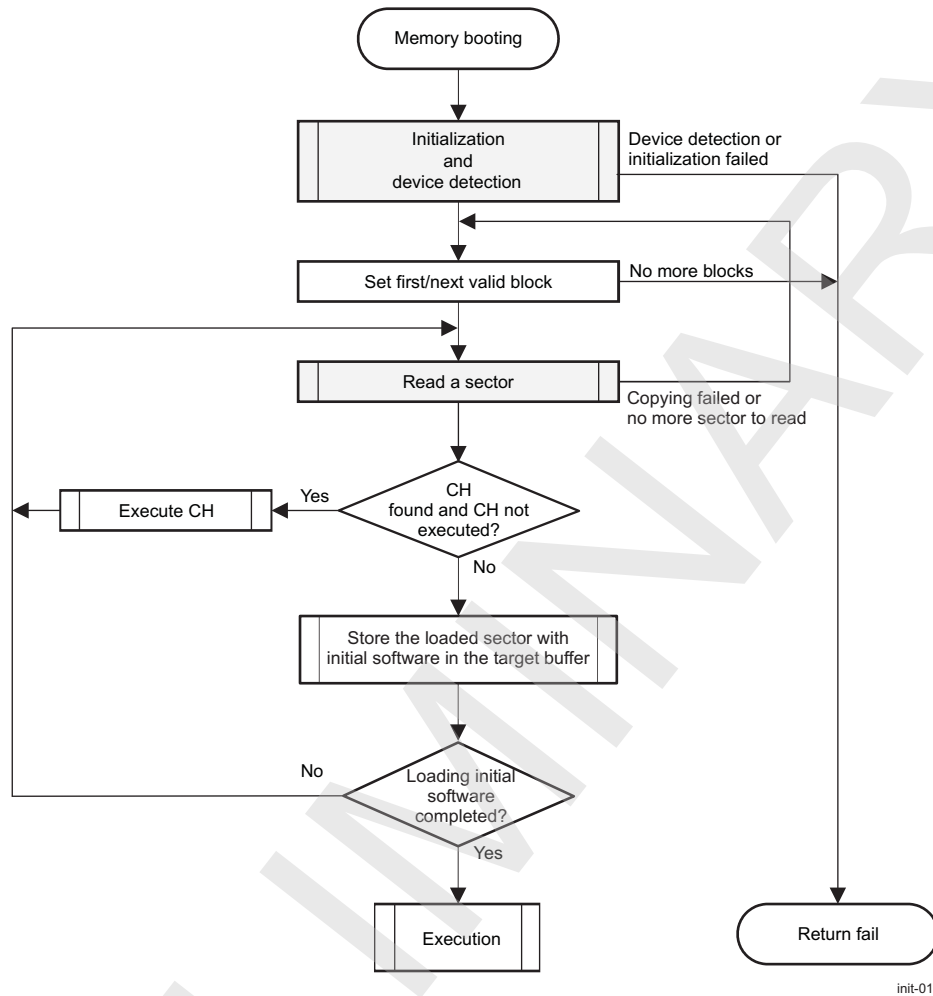 Memory booting
Initialization
and
device detection
Device detection or
initialization failed
Set first/next valid block
No more blocks
Read a sector
Copying failed or
no more sector to read
CH
found and CH not
executed?
Yes
Execute CH
No
Store the loaded sector with
initial software in the target buffer
Loading initial
software
completed?
No
Yes
Execution
Return fail
init-01